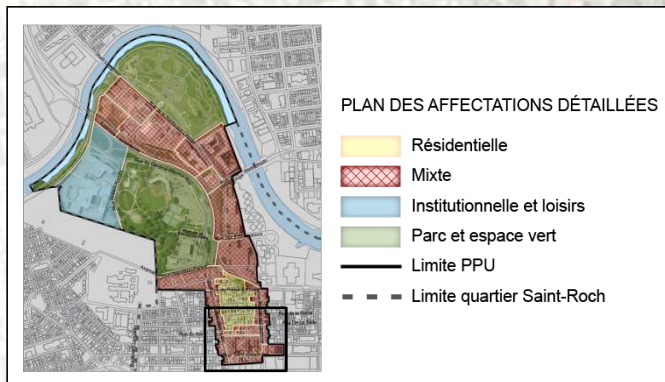 PLAN DES AFFECTATIONS DÉTAILLÉES
Résidentielle
Mixte
Institutionnelle et loisirs
Parc et espace vert
Limite PPU
Limite quartier Saint-Roch